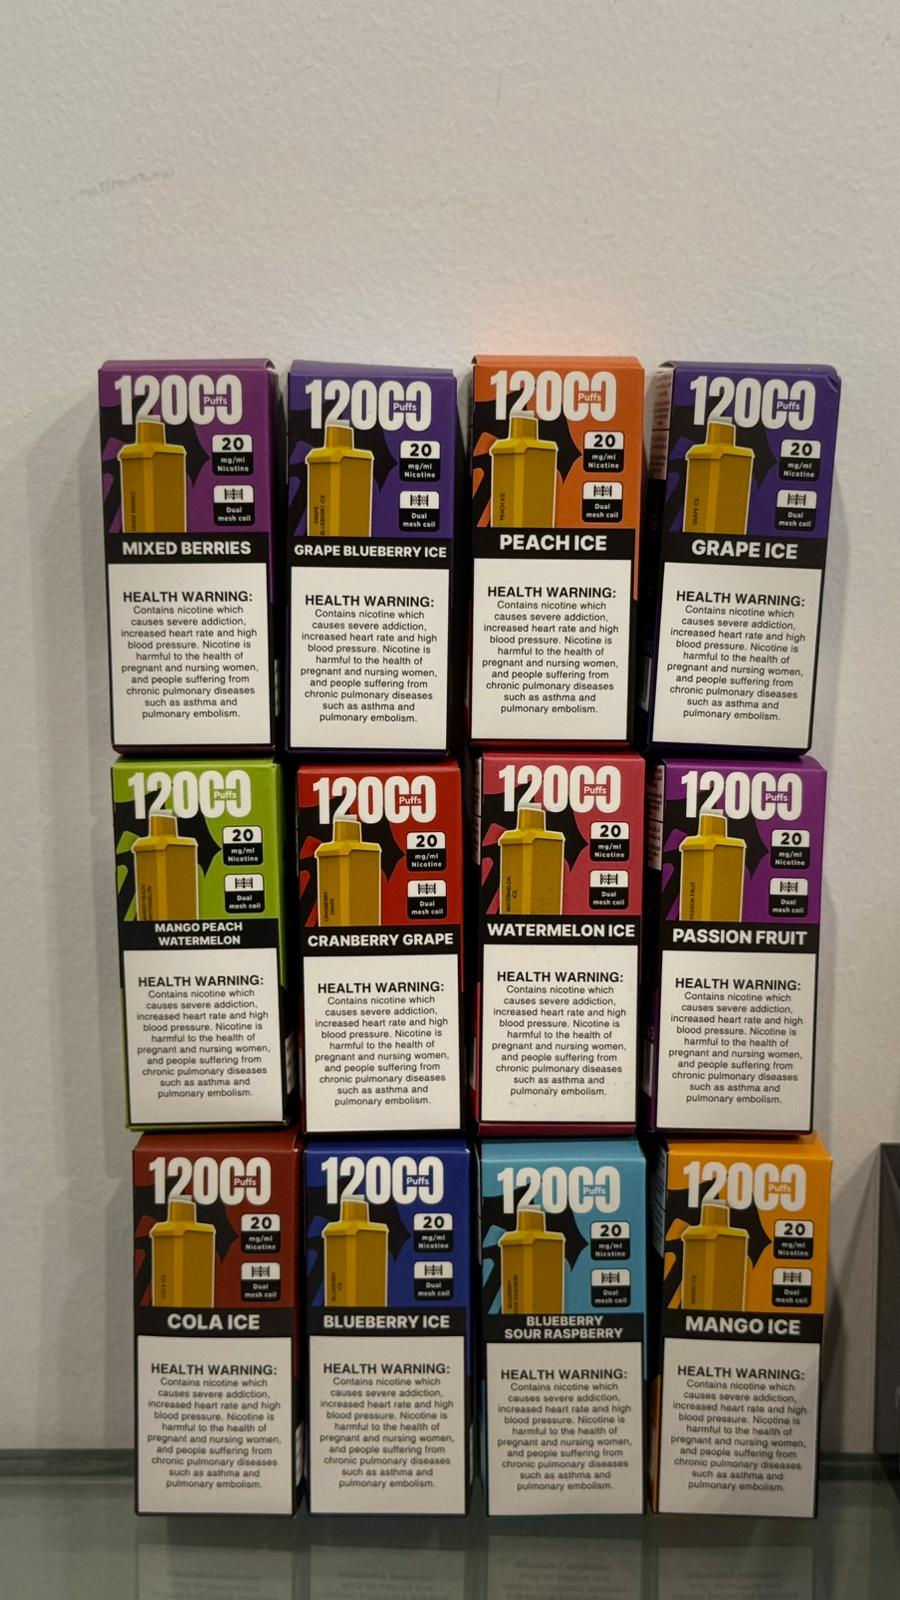 12000
Puffs
20
mg/ml
Nicotine
Dual
mesh coil
MIXED BERRIES
MIXED BERRIES
HEALTH WARNING:
Contains nicotine which
causes severe addiction,
increased heart rate and high
blood pressure. Nicotine is
harmful to the health of
pregnant and nursing women,
and people suffering from
chronic pulmonary diseases
such as asthma and
pulmonary embolism.
12000
Puffs
20
mg/ml
Nicotine
Dual
mesh coil
GRAPE
BLUEBERRY ICE
GRAPE BLUEBERRY ICE
HEALTH WARNING:
Contains nicotine which
causes severe addiction,
increased heart rate and high
blood pressure. Nicotine is
harmful to the health of
pregnant and nursing women,
and people suffering from
chronic pulmonary diseases
such as asthma and
pulmonary embolism.
12000
Puffs
20
mg/ml
Nicotine
Dual
mesh coil
PEACH ICE
PEACH ICE
HEALTH WARNING:
Contains nicotine which
causes severe addiction,
increased heart rate and high
blood pressure. Nicotine is
harmful to the health of
pregnant and nursing women,
and people suffering from
chronic pulmonary diseases
such as asthma and
pulmonary embolism.
12000
Puffs
20
mg/ml
Nicotine
Dual
mesh coil
GRAPE ICE
GRAPE ICE
HEALTH WARNING:
Contains nicotine which
causes severe addiction,
increased heart rate and high
blood pressure. Nicotine is
harmful to the health of
pregnant and nursing women,
and people suffering from
chronic pulmonary diseases
such as asthma and
pulmonary embolism.
12000
Puffs
20
mg/ml
Nicotine
Dual
mesh coil
MANGO PEACH
WATERMELON
MANGO PEACH
WATERMELON
HEALTH WARNING:
Contains nicotine which
causes severe addiction,
increased heart rate and high
blood pressure. Nicotine is
harmful to the health of
pregnant and nursing women,
and people suffering from
chronic pulmonary diseases
such as asthma and
pulmonary embolism.
12000
Puffs
20
mg/ml
Nicotine
Dual
mesh coil
CRANBERRY
GRAPE
CRANBERRY GRAPE
HEALTH WARNING:
Contains nicotine which
causes severe addiction,
increased heart rate and high
blood pressure. Nicotine is
harmful to the health of
pregnant and nursing women,
and people suffering from
chronic pulmonary diseases
such as asthma and
pulmonary embolism.
12000
Puffs
20
mg/ml
Nicotine
Dual
mesh coil
WATERMELON
ICE
WATERMELON ICE
HEALTH WARNING:
Contains nicotine which
causes severe addiction,
increased heart rate and high
blood pressure. Nicotine is
harmful to the health of
pregnant and nursing women,
and people suffering from
chronic pulmonary diseases
such as asthma and
pulmonary embolism.
12000
Puffs
20
mg/ml
Nicotine
Dual
mesh coil
PASSION FRUIT
PASSION FRUIT
HEALTH WARNING:
Contains nicotine which
causes severe addiction,
increased heart rate and high
blood pressure. Nicotine is
harmful to the health of
pregnant and nursing women,
and people suffering from
chronic pulmonary diseases
such as asthma and
pulmonary embolism.
12000
Puffs
20
mg/ml
Nicotine
Dual
mesh coil
COLA ICE
COLA ICE
HEALTH WARNING:
Contains nicotine which
causes severe addiction,
increased heart rate and high
blood pressure. Nicotine is
harmful to the health of
pregnant and nursing women,
and people suffering from
chronic pulmonary diseases
such as asthma and
pulmonary embolism.
12000
Puffs
20
mg/ml
Nicotine
Dual
mesh coil
BLUEBERRY
ICE
BLUEBERRY ICE
HEALTH WARNING:
Contains nicotine which
causes severe addiction,
increased heart rate and high
blood pressure. Nicotine is
harmful to the health of
pregnant and nursing women,
and people suffering from
chronic pulmonary diseases
such as asthma and
pulmonary embolism.
12000
Puffs
20
mg/ml
Nicotine
Dual
mesh coil
BLUEBERRY
SOUR RASPBERRY
BLUEBERRY
SOUR RASPBERRY
HEALTH WARNING:
Contains nicotine which
causes severe addiction,
increased heart rate and high
blood pressure. Nicotine is
harmful to the health of
pregnant and nursing women,
and people suffering from
chronic pulmonary diseases
such as asthma and
pulmonary embolism.
12000
Puffs
20
mg/ml
Nicotine
Dual
mesh coil
MANGO ICE
MANGO ICE
HEALTH WARNING:
Contains nicotine which
causes severe addiction,
increased heart rate and high
blood pressure. Nicotine is
harmful to the health of
pregnant and nursing women,
and people suffering from
chronic pulmonary diseases
such as asthma and
pulmonary embolism.